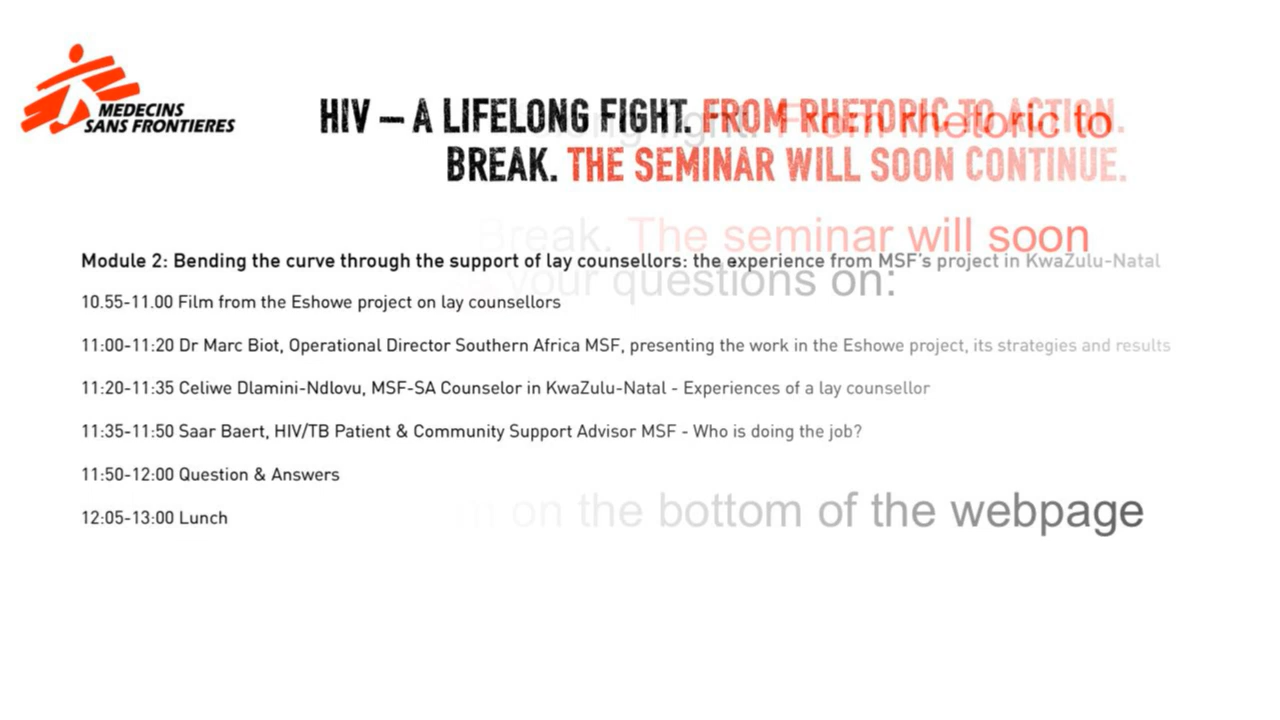 MEDECINS
SANS FRONTIERES
HIV – A LIFELONG FIGHT. FROM RHETORIC TO ACTION.
BREAK. THE SEMINAR WILL SOON CONTINUE.
fight. From rhetoric to
Break. The seminar will soon
Module 2: Bending the curve through the support of lay counsellors: the experience from MSF's project in KwaZulu-Natal
your questions on:
10.55-11.00 Film from the Eshowe project on lay counsellors
11:00-11:20 Dr Marc Biot, Operational Director Southern Africa MSF, presenting the work in the Eshowe project, its strategies and results
11:20-11:35 Celiwe Dlamini-Ndlovu, MSF-SA Counselor in KwaZulu-Natal - Experiences of a lay counsellor
11:35-11:50 Saar Baert, HIV/TB Patient & Community Support Advisor MSF - Who is doing the job?
11:50-12:00 Question & Answers
12:05-13:00 Lunch
on the bottom of the webpage